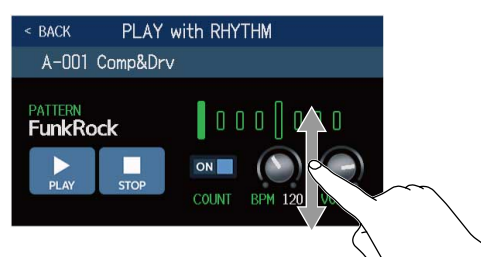 < BACK PLAY with RHYTHM
A-001 Comp&Drv
PATTERN
FunkRock
ON
PLAY STOP
COUNT BPM 120